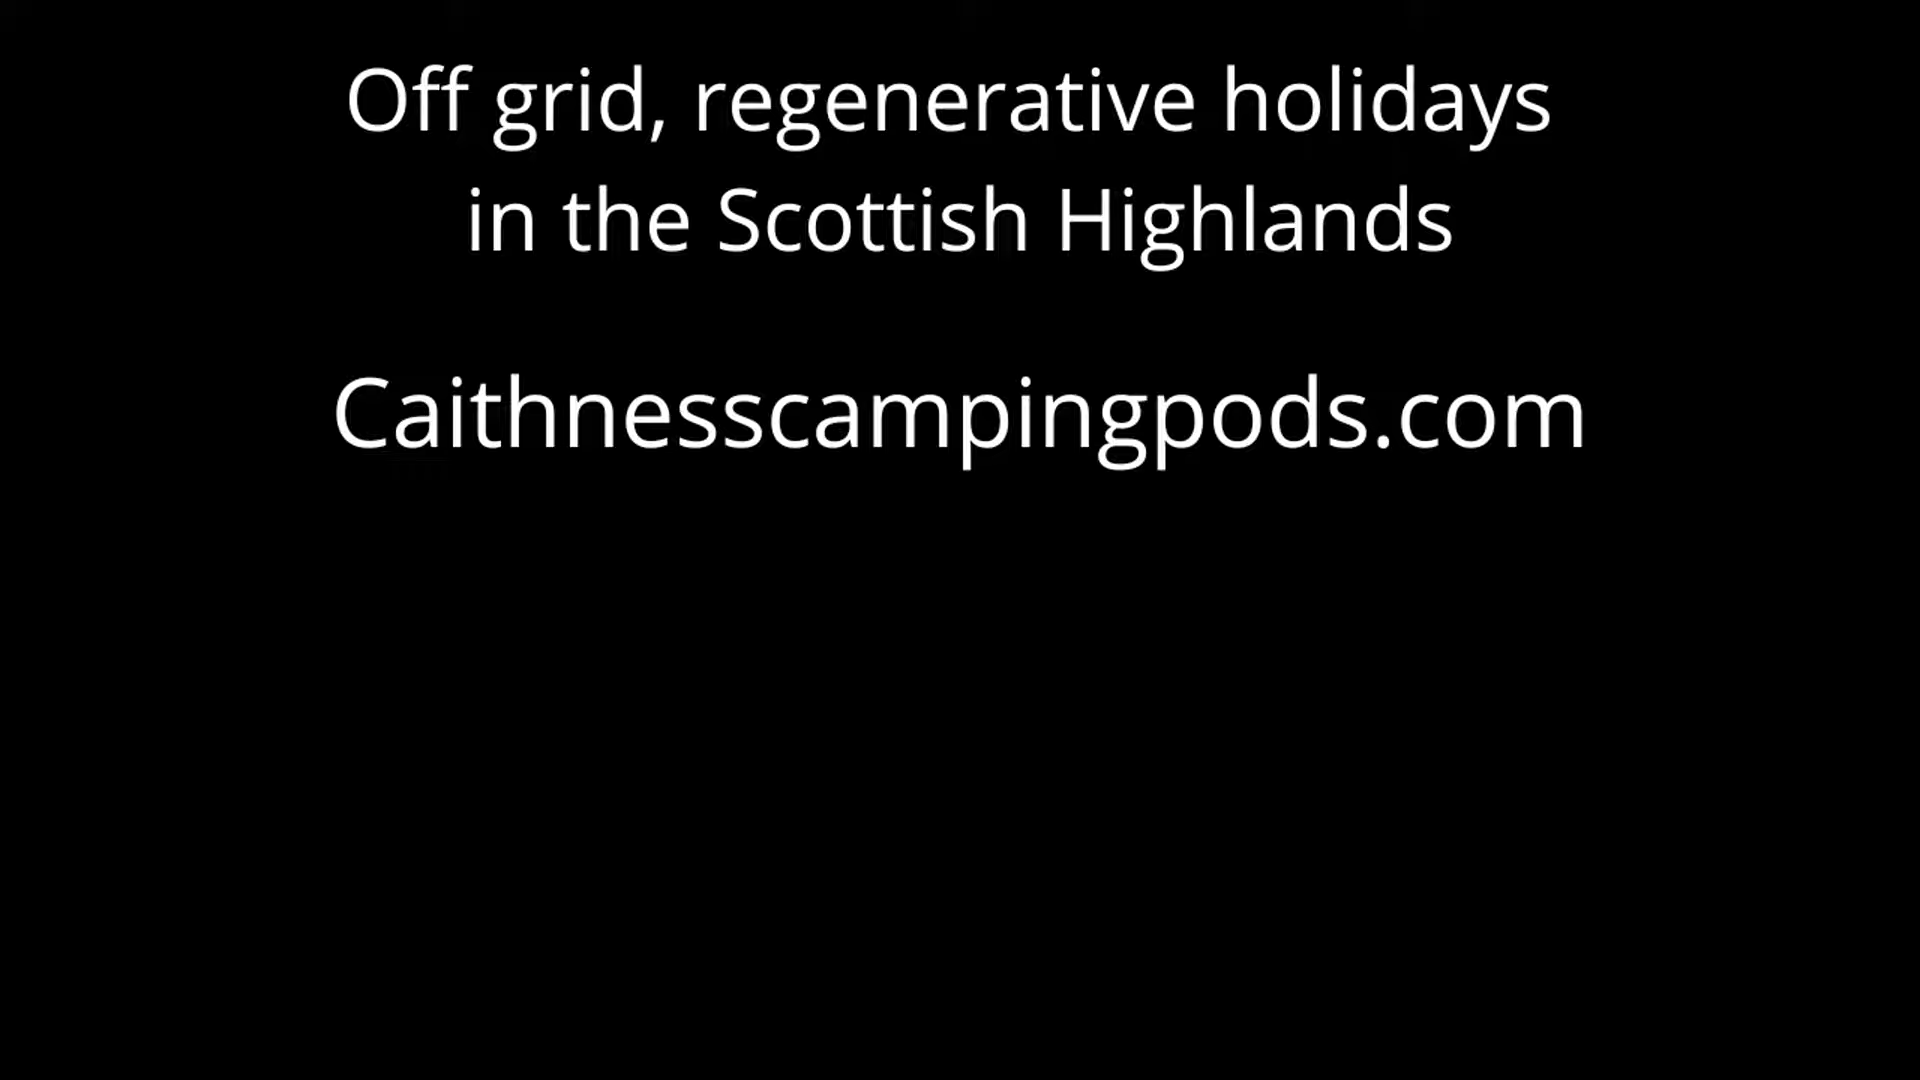 Off grid, regenerative holidays
in the Scottish Highlands
Caithnesscampingpods.com